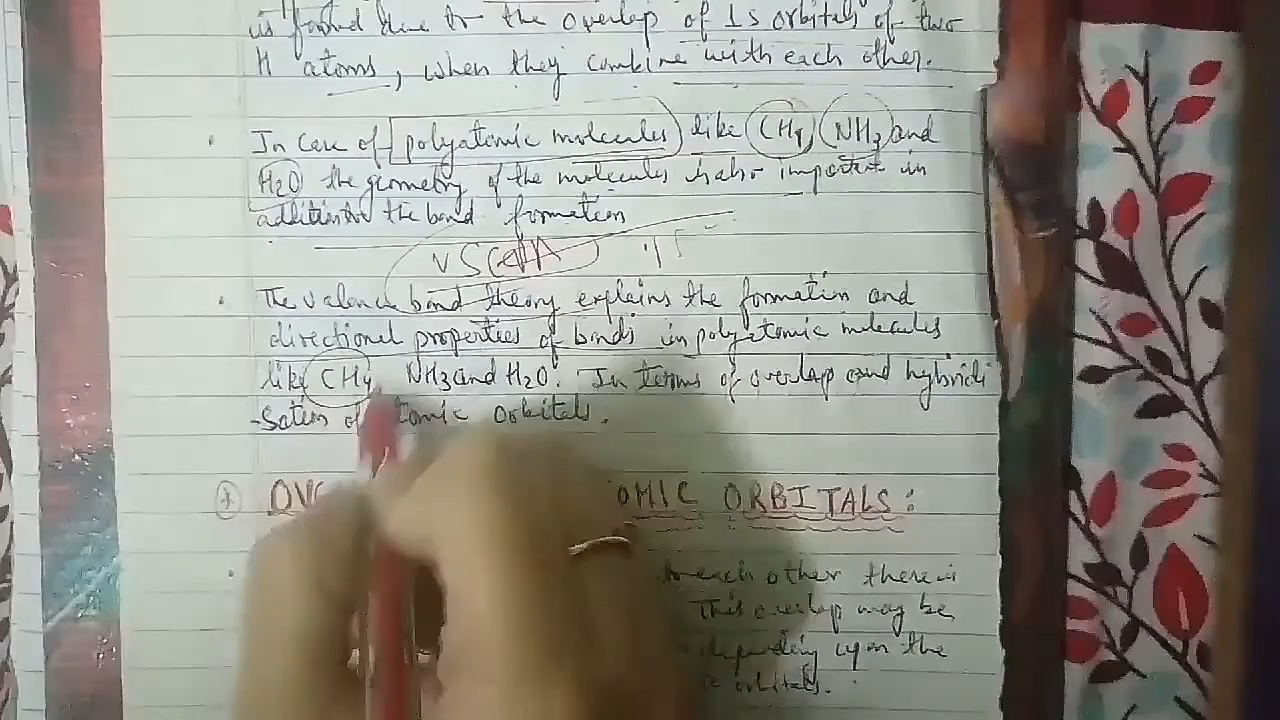 is formed due to the overlap of 1s orbitals of two
H atoms, when they combine with each other.
In case of polyatomic molecules like CH4, NH3 and
H2O the geometry of the molecules is also important in
addition to the bond formation
The valence bond theory explains the formation and
directional properties of bonds in polyatomic molecules
like CH4, NH3 and H2O. In terms of overlap and hybridi
-sation of atomic orbitals.
OMIC ORBITALS:
to each other there is
This overlap may be
depending upon the
orbitals.